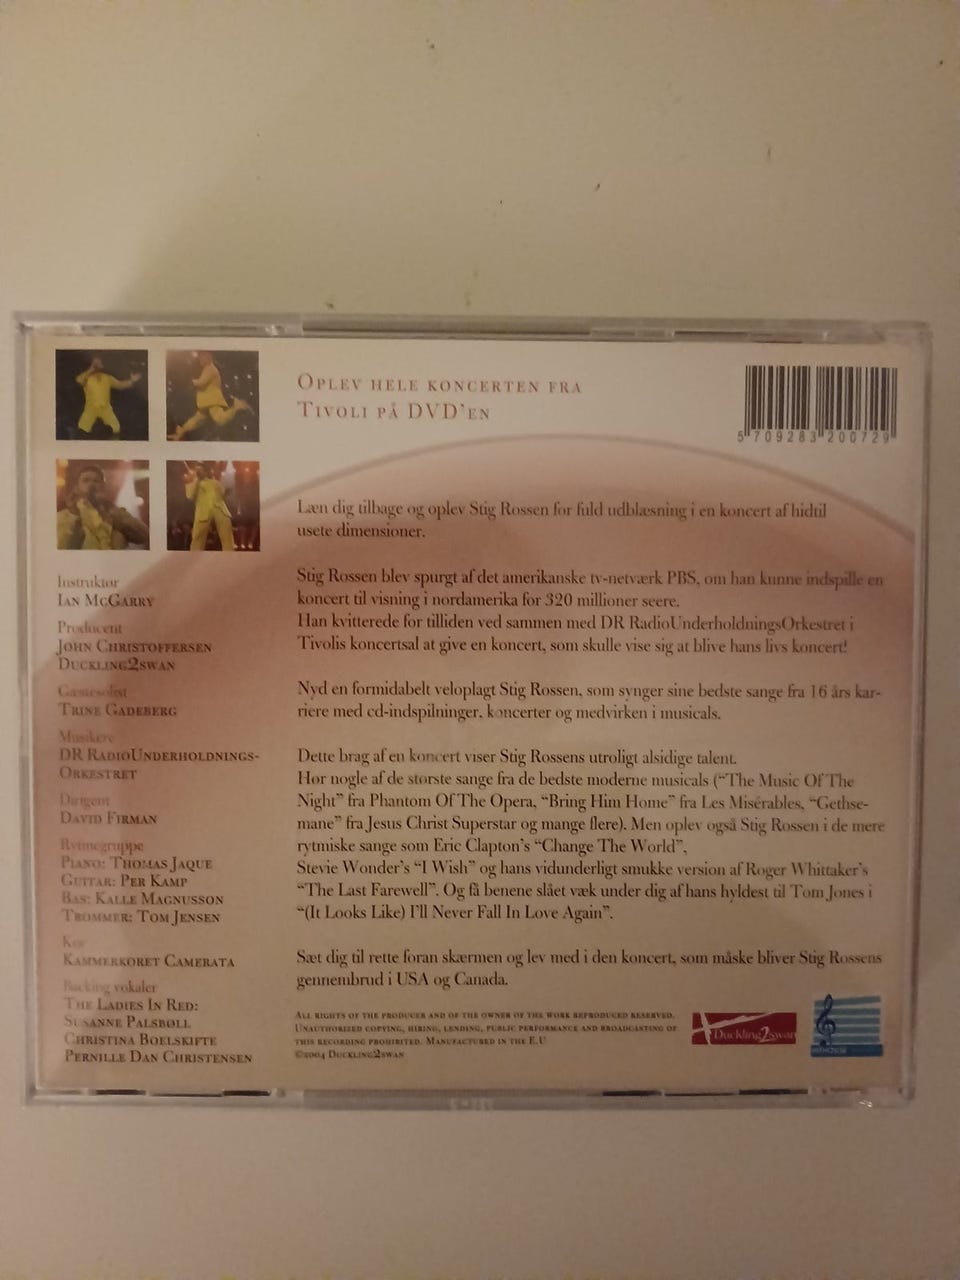 Oplev hele koncerten fra
Tivoli på DVD'en
5 709283 200729
Læn dig tilbage og oplev Stig Rossen for fuld udblæsning i en koncert af hidtil
usete dimensioner.
Stig Rossen blev spurgt af det amerikanske tv-netværk PBS, om han kunne indspille en
koncert til visning i nordamerika for 320 millioner seere.
Han kvitterede for tilliden ved sammen med DR RadioUnderholdningsOrkestret i
Tivolis koncertsal at give en koncert, som skulle vise sig at blive hans livs koncert!
Nyd en formidabelt veloplagt Stig Rossen, som synger sine bedste sange fra 16 års kar-
riere med cd-indspilninger, koncerter og medvirken i musicals.
Dette brag af en koncert viser Stig Rossens utroligt alsidige talent.
Hør nogle af de største sange fra de bedste moderne musicals ("The Music Of The
Night" fra Phantom Of The Opera, "Bring Him Home" fra Les Misérables, "Gethse-
mane" fra Jesus Christ Superstar og mange flere). Men oplev også Stig Rossen i de mere
rytmiske sange som Eric Clapton's "Change The World",
Stevie Wonder's "I Wish" og hans vidunderligt smukke version af Roger Whittaker's
"The Last Farewell". Og få benene slået væk under dig af hans hyldest til Tom Jones i
"(It Looks Like) I'll Never Fall In Love Again".
Sæt dig til rette foran skærmen og lev med i den koncert, som måske bliver Stig Rossens
gennembrud i USA og Canada.
Instruktør
Ian McGarry
Producent
John Christoffersen
Duckling2swan
Gæstesolist
Trine Gadeberg
Musikere
DR RadioUnderholdnings-
Orkestret
Dirigent
David Firman
Rytmegruppe
Piano: Thomas Jaque
Guitar: Per Kamp
Bas: Kalle Magnusson
Trommer: Tom Jensen
Kor
Kammerkoret Camerata
Backing vokaler
The Ladies In Red:
Susanne Palsbøll
Christina Boelskifte
Pernille Dan Christensen
All rights of the producer and of the owner of the work reproduced reserved.
Unauthorized copying, hiring, lending, public performance and broadcasting of
this recording prohibited. Manufactured in the E.U
©2004 Duckling2swan
Duckling2swan